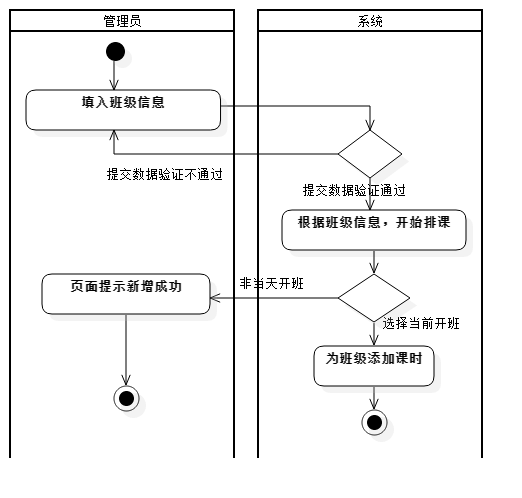 管理员
系统
填入班级信息
提交数据验证不通过
提交数据验证通过
根据班级信息，开始排课
非当天开班
页面提示新增成功
选择当前开班
为班级添加课时